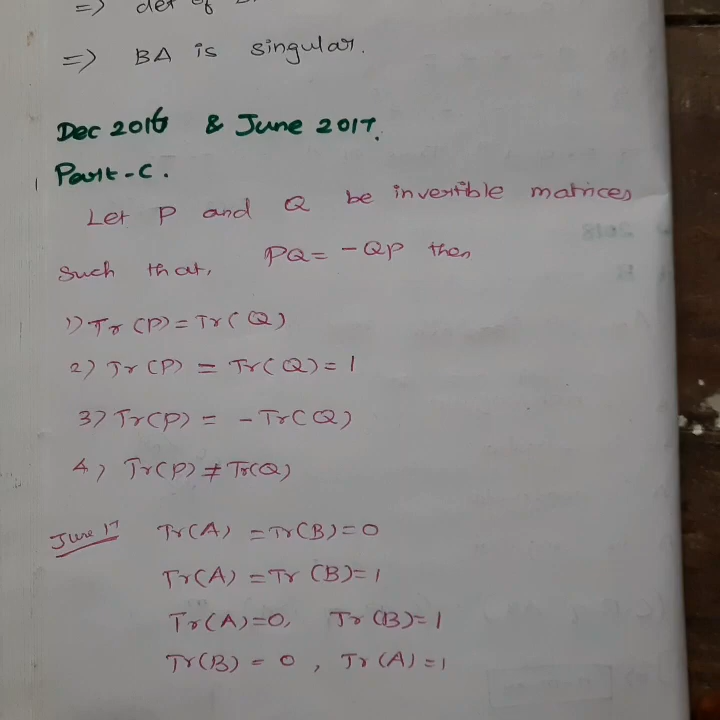 => det of
=> BA is singular.
Dec 2016 & June 2017.
Part-C.
Let P and Q be invertible matrices
such that, PQ = -QP then
1) Tr(P) = Tr(Q)
2) Tr(P) = Tr(Q) = 1
3) Tr(P) = -Tr(Q)
4) Tr(P) ≠ Tr(Q)
June 17 Tr(A) = Tr(B) = 0
Tr(A) = Tr(B) = 1
Tr(A) = 0, Tr(B) = 1
Tr(B) = 0, Tr(A) = 1